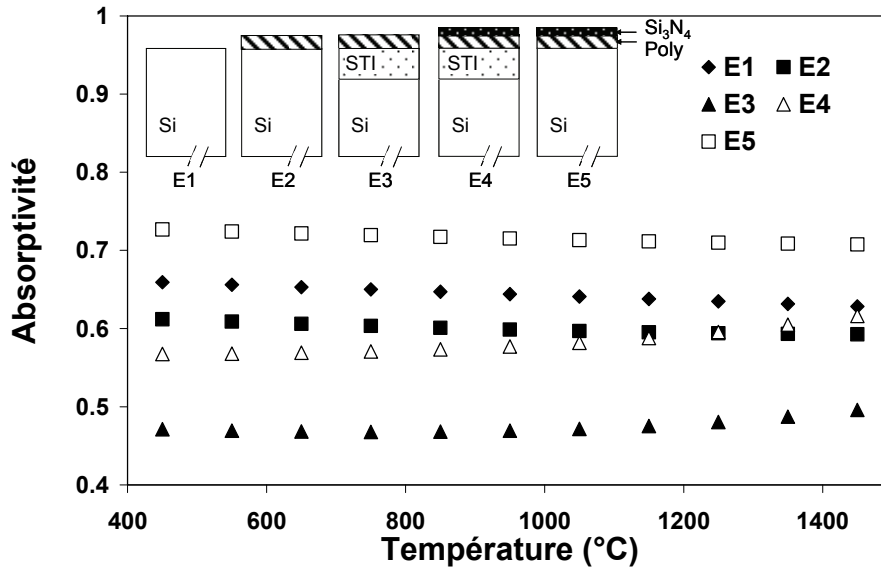 1
0.9
0.8
0.7
0.6
0.5
0.4
Absorptivité
400 600 800 1000 1200 1400
Température (°C)
Si
E1
Si
E2
STI
Si
E3
STI
Si
E4
Si
E5
Si3N4
Poly
E1 E2
E3 E4
E5